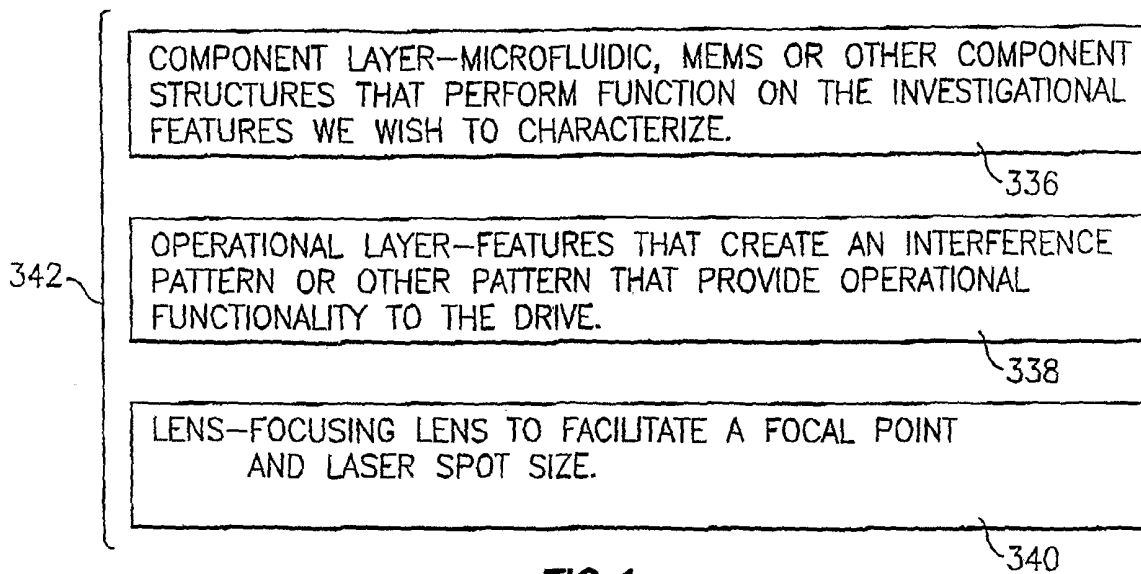 COMPONENT LAYER–MICROFLUIDIC, MEMS OR OTHER COMPONENT
STRUCTURES THAT PERFORM FUNCTION ON THE INVESTIGATIONAL
FEATURES WE WISH TO CHARACTERIZE.
336
OPERATIONAL LAYER–FEATURES THAT CREATE AN INTERFERENCE
PATTERN OR OTHER PATTERN THAT PROVIDE OPERATIONAL
FUNCTIONALITY TO THE DRIVE.
342
338
LENS–FOCUSING LENS TO FACILITATE A FOCAL POINT
AND LASER SPOT SIZE.
340